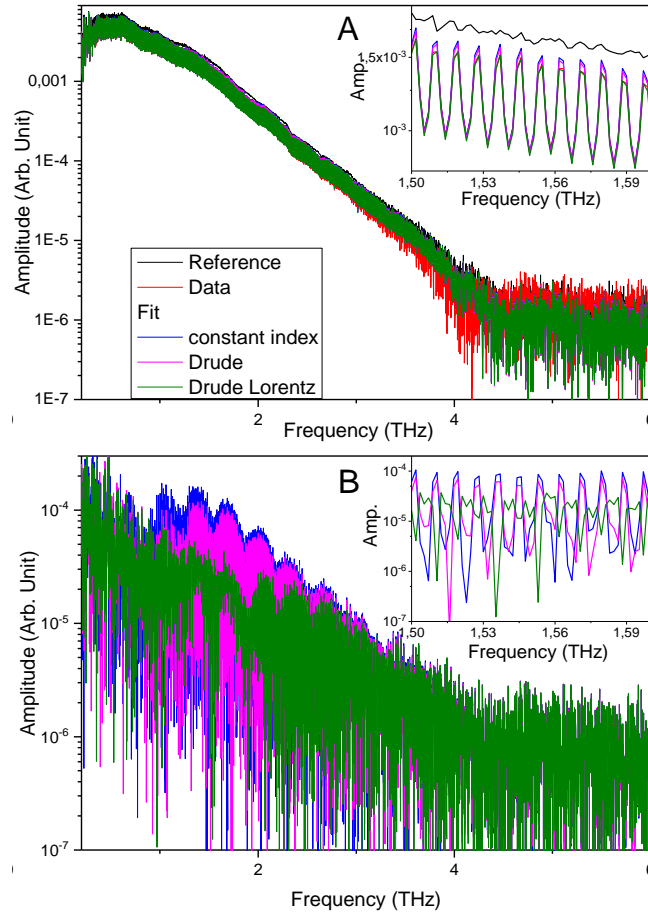 A
Amplitude (Arb. Unit)
0,001
1E-4
1E-5
1E-6
1E-7
2
4
6
Frequency (THz)
Reference
Data
Fit
constant index
Drude
Drude Lorentz
Amp.
1,5x10-3
10-3
1,50
1,53
1,56
1,59
Frequency (THz)
B
Amplitude (Arb. Unit)
10-4
10-5
10-6
10-7
2
4
Frequency (THz)
Amp.
10-4
10-5
10-6
10-7
1,50
1,53
1,56
1,59
Frequency (THz)